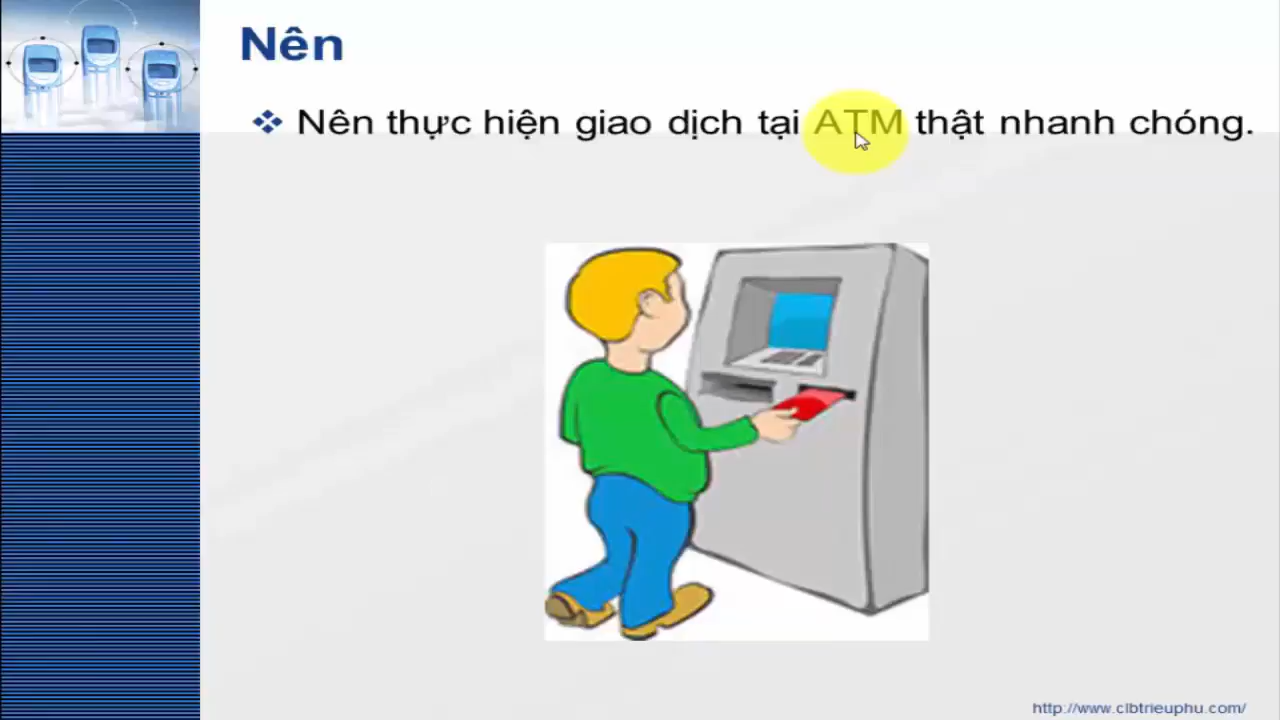 Nên
Nên thực hiện giao dịch tại ATM thật nhanh chóng.
http://www.clbtrieuphu.com/